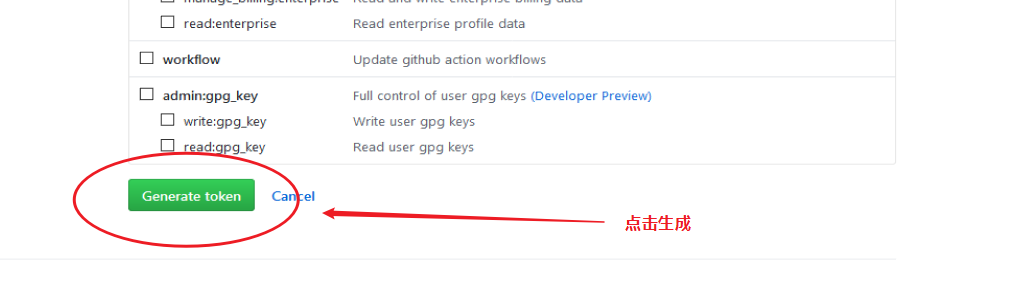 manage_billing:enterprise Read and write enterprise billing data
read:enterprise Read enterprise profile data
workflow Update github action workflows
admin:gpg_key Full control of user gpg keys (Developer Preview)
write:gpg_key Write user gpg keys
read:gpg_key Read user gpg keys
Generate token Cancel
点击生成